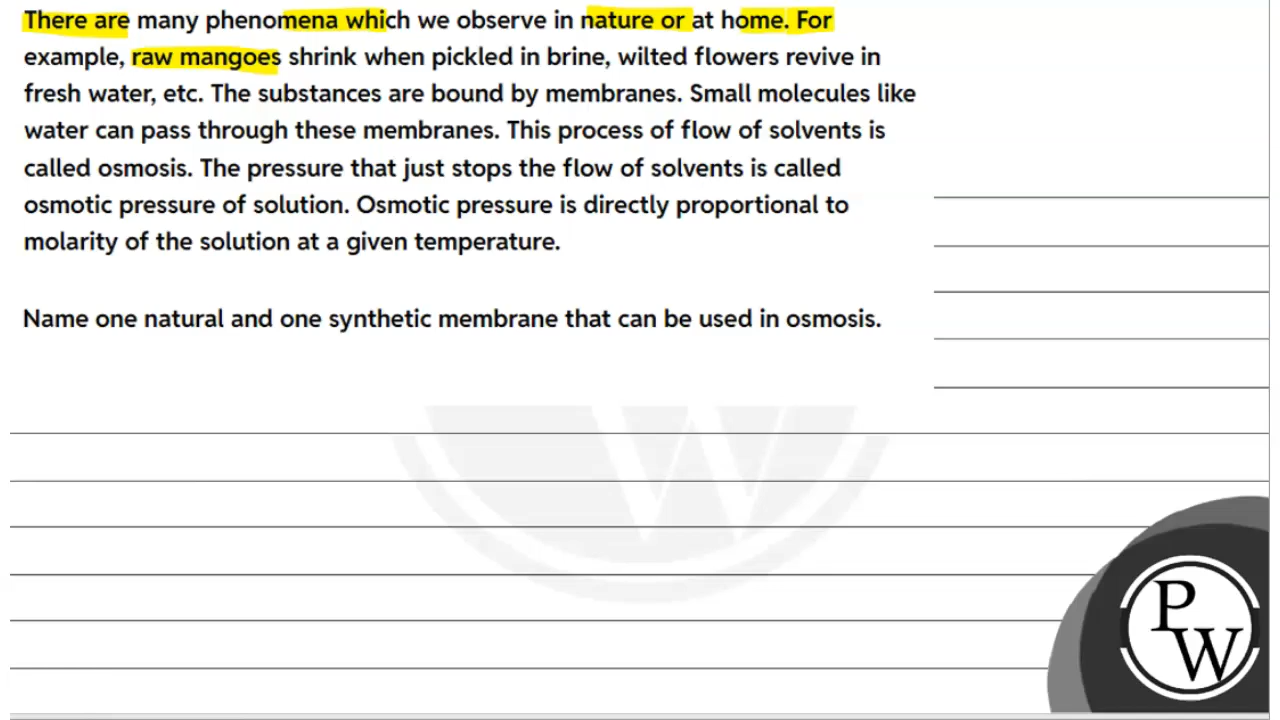 There are many phenomena which we observe in nature or at home. For
example, raw mangoes shrink when pickled in brine, wilted flowers revive in
fresh water, etc. The substances are bound by membranes. Small molecules like
water can pass through these membranes. This process of flow of solvents is
called osmosis. The pressure that just stops the flow of solvents is called
osmotic pressure of solution. Osmotic pressure is directly proportional to
molarity of the solution at a given temperature.
Name one natural and one synthetic membrane that can be used in osmosis.
W
P
W